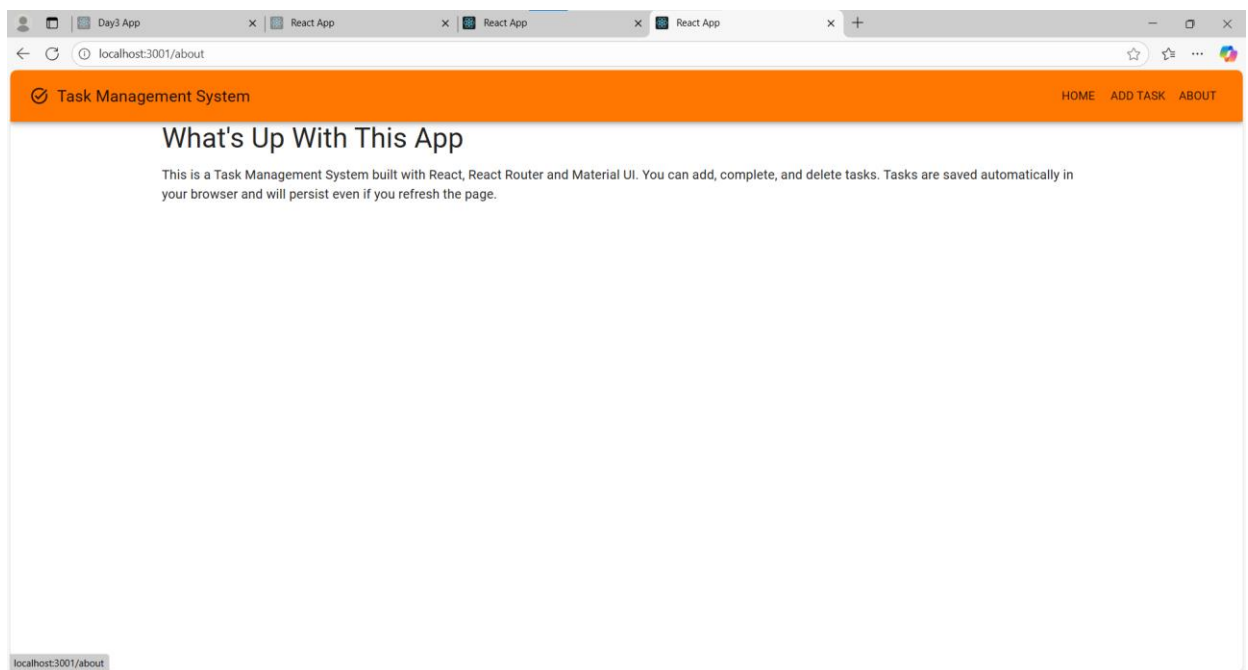 Day3 App
React App
React App
React App
localhost:3001/about
Task Management System
HOME ADD TASK ABOUT
What's Up With This App
This is a Task Management System built with React, React Router and Material UI. You can add, complete, and delete tasks. Tasks are saved automatically in
your browser and will persist even if you refresh the page.
localhost:3001/about